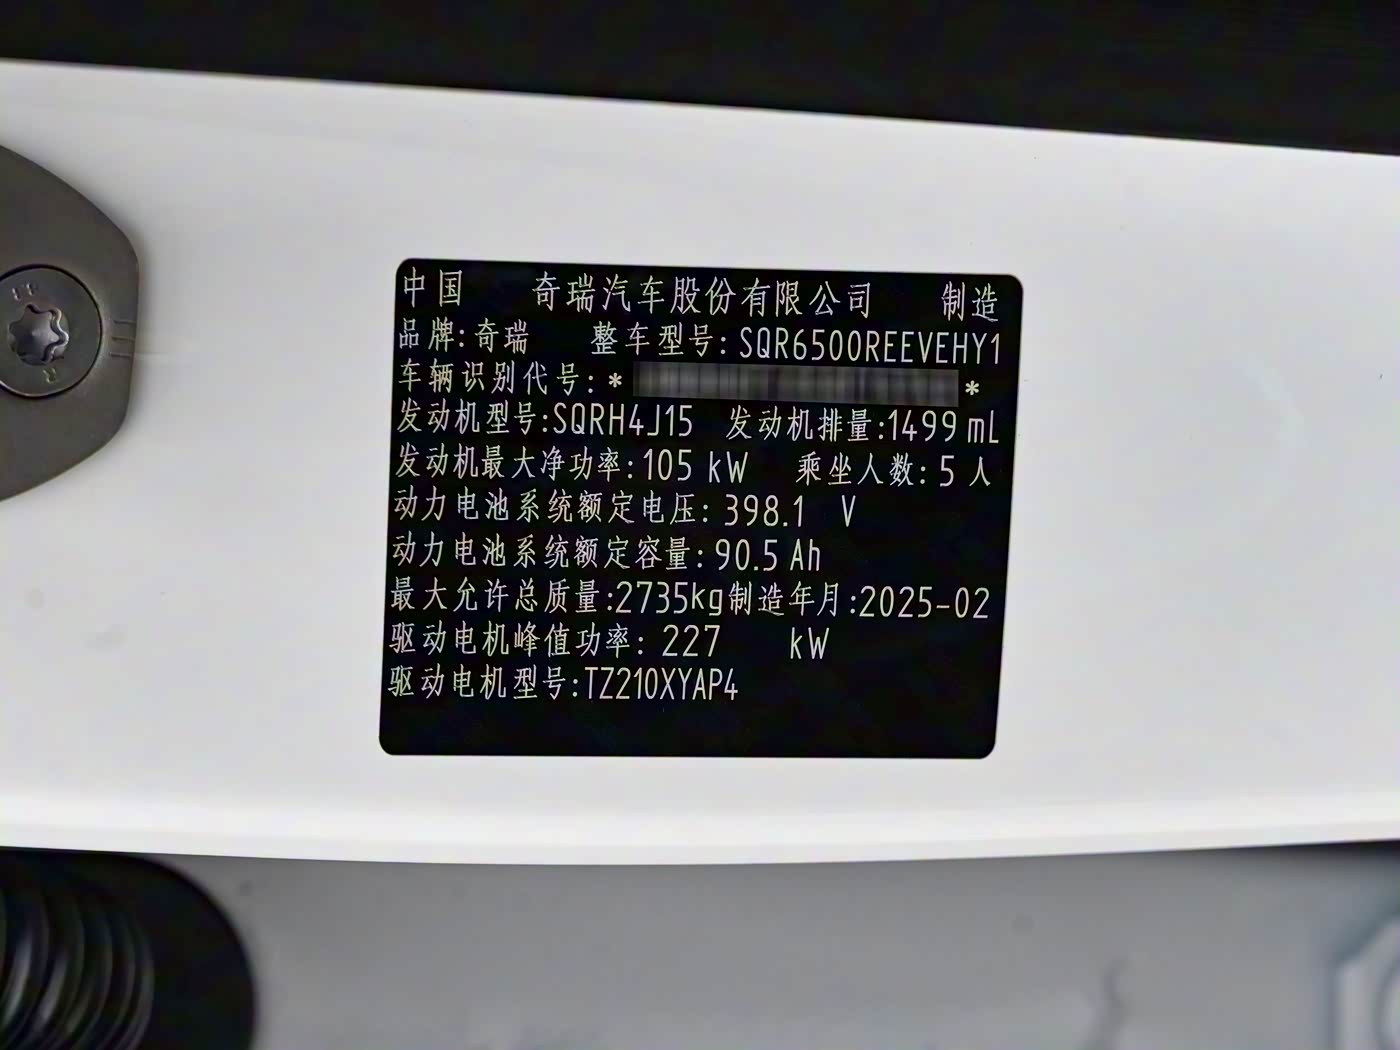 中国 奇瑞汽车股份有限公司 制造
品牌:奇瑞 整车型号:SQR6500REEVEHY1
车辆识别代号:* *
发动机型号:SQRH4J15 发动机排量:1499 mL
发动机最大净功率:105 kW 乘坐人数:5 人
动力电池系统额定电压:398.1 V
动力电池系统额定容量:90.5 Ah
最大允许总质量:2735kg制造年月:2025-02
驱动电机峰值功率:227 kW
驱动电机型号:TZ210XYAP4